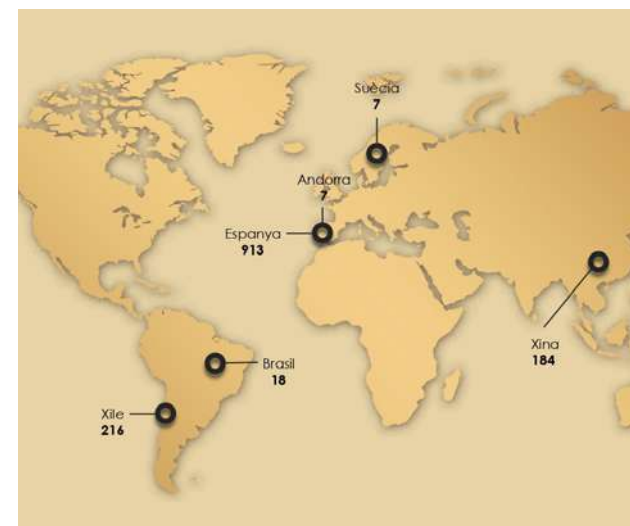 Suècia
7
Andorra
7
Espanya
913
Xina
184
Brasil
18
Xile
216